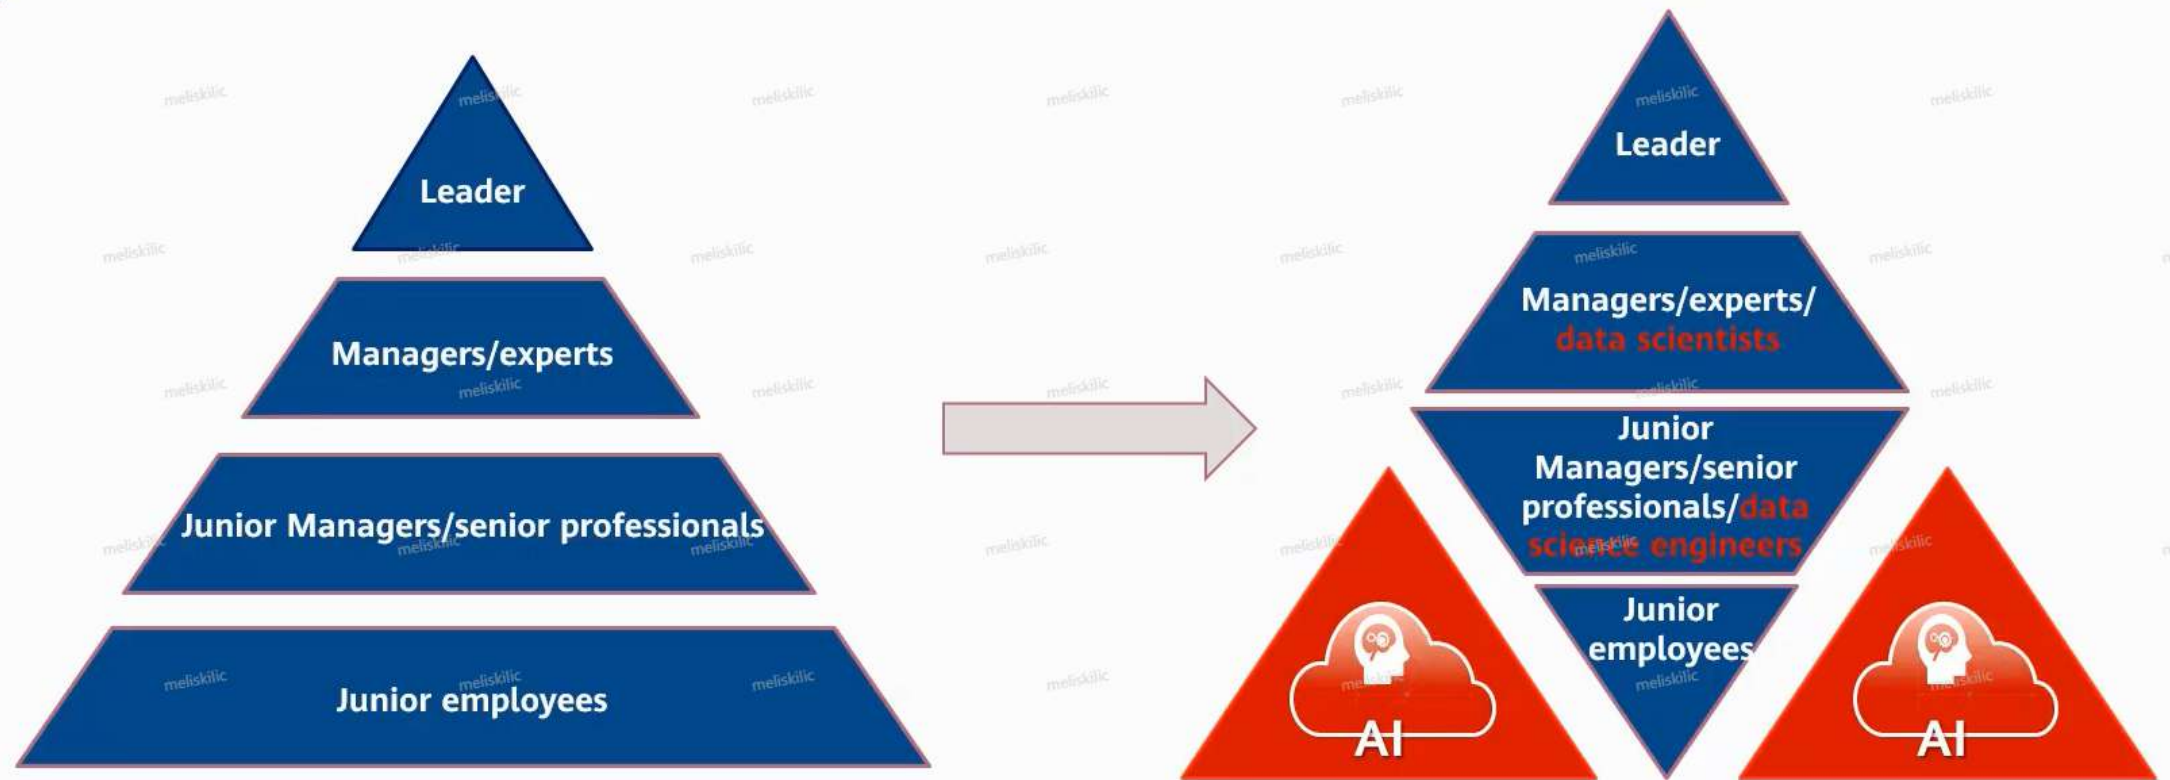 Leader
Managers/experts
Junior Managers/senior professionals
Junior employees
Leader
Managers/experts/
data scientists
Junior
Managers/senior
professionals/data
science engineers
Junior
employees
AI
AI
meliskilic